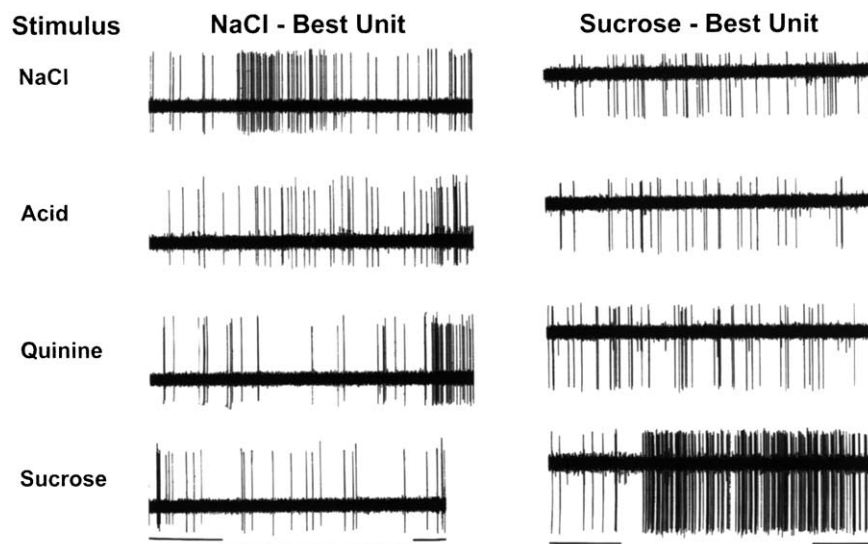 Stimulus
NaCl - Best Unit
Sucrose - Best Unit
NaCl
Acid
Quinine
Sucrose